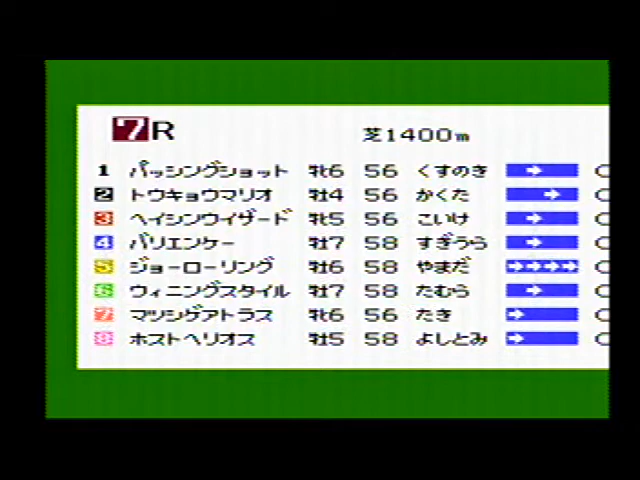 7R 芝1400m
1 パッシングショット 牝6 56 くすのき →
2 トウキョウマリオ 牡4 56 かくた →
3 ヘイシンウイザード 牝5 56 こいけ →
4 バリエンケー 牡7 58 すぎうら →
5 ジョーローリング 牡6 58 やまだ →→→→
6 ウィニングスタイル 牡7 58 たむら →
7 マツシゲアトラス 牝6 56 たき →
8 ホストヘリオス 牡5 58 よしとみ →